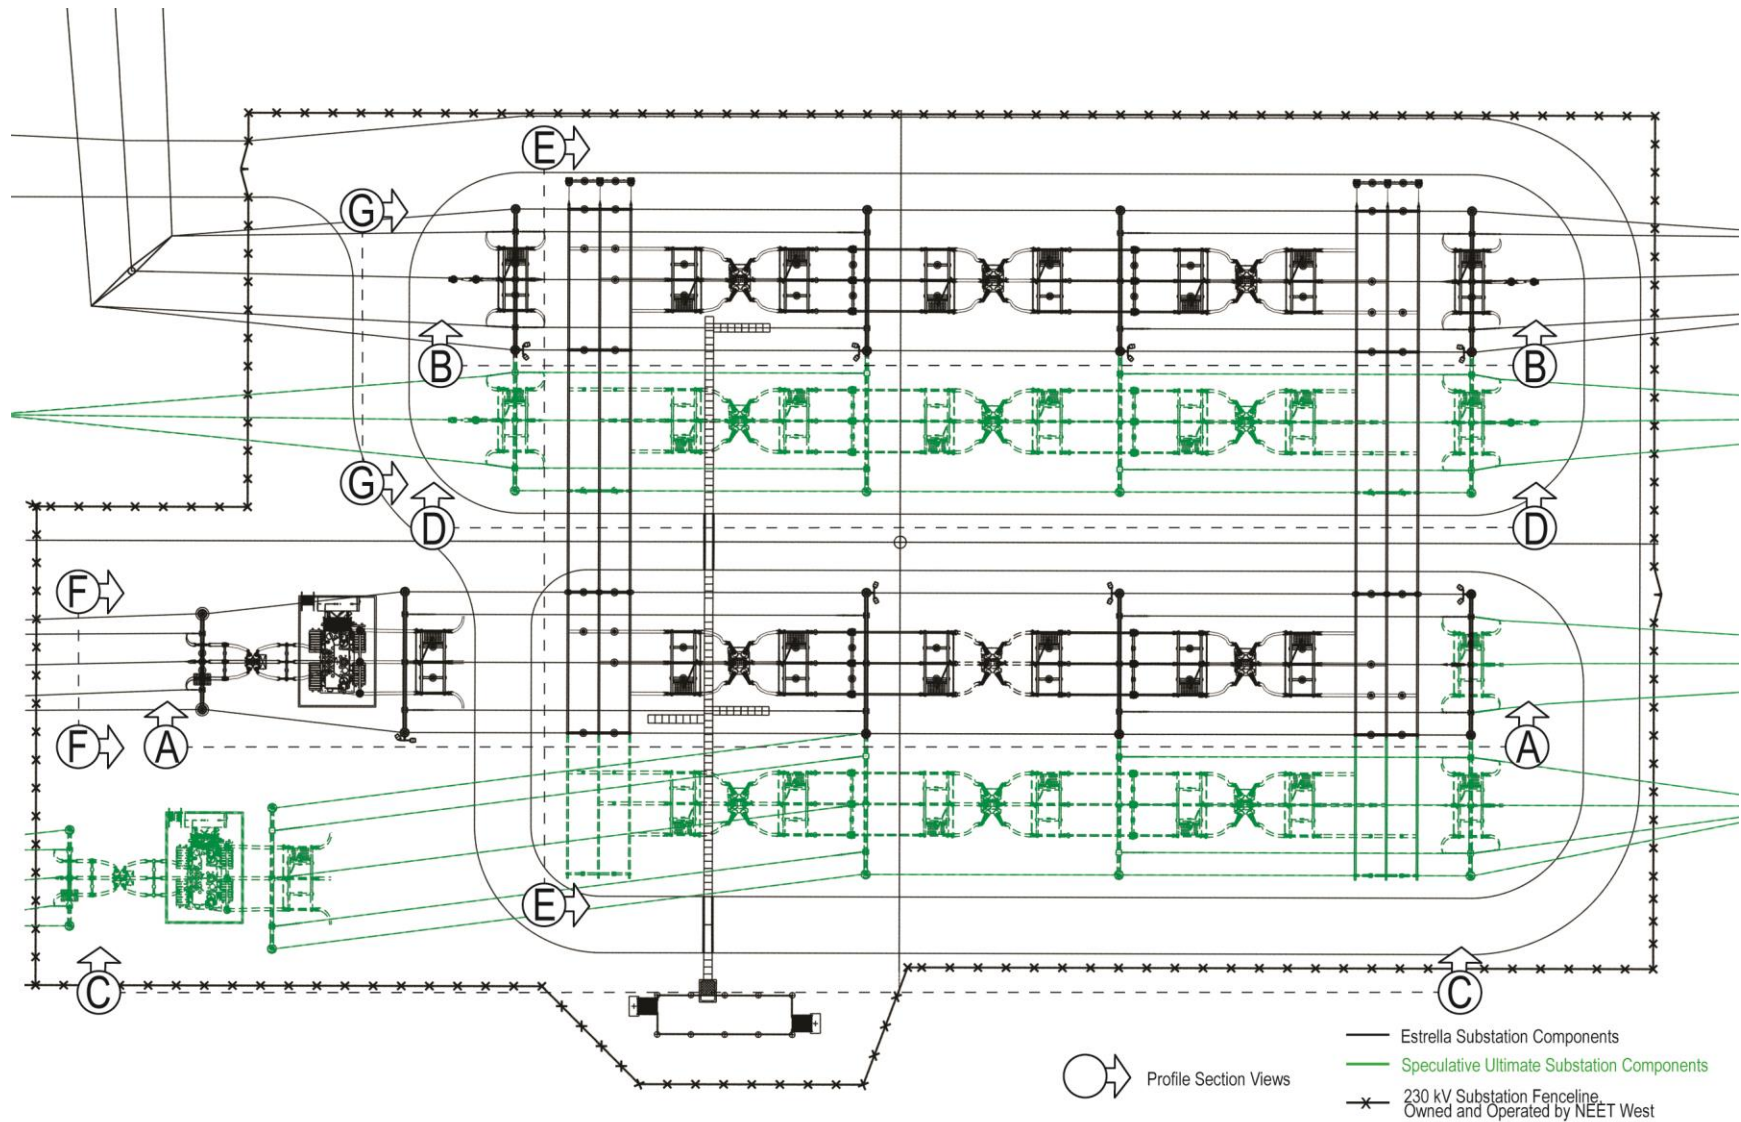 E
G
B
B
G
D
D
F
F
A
A
E
C
C
Estrella Substation Components
Speculative Ultimate Substation Components
Profile Section Views
230 kV Substation Fenceline,
Owned and Operated by NEET West